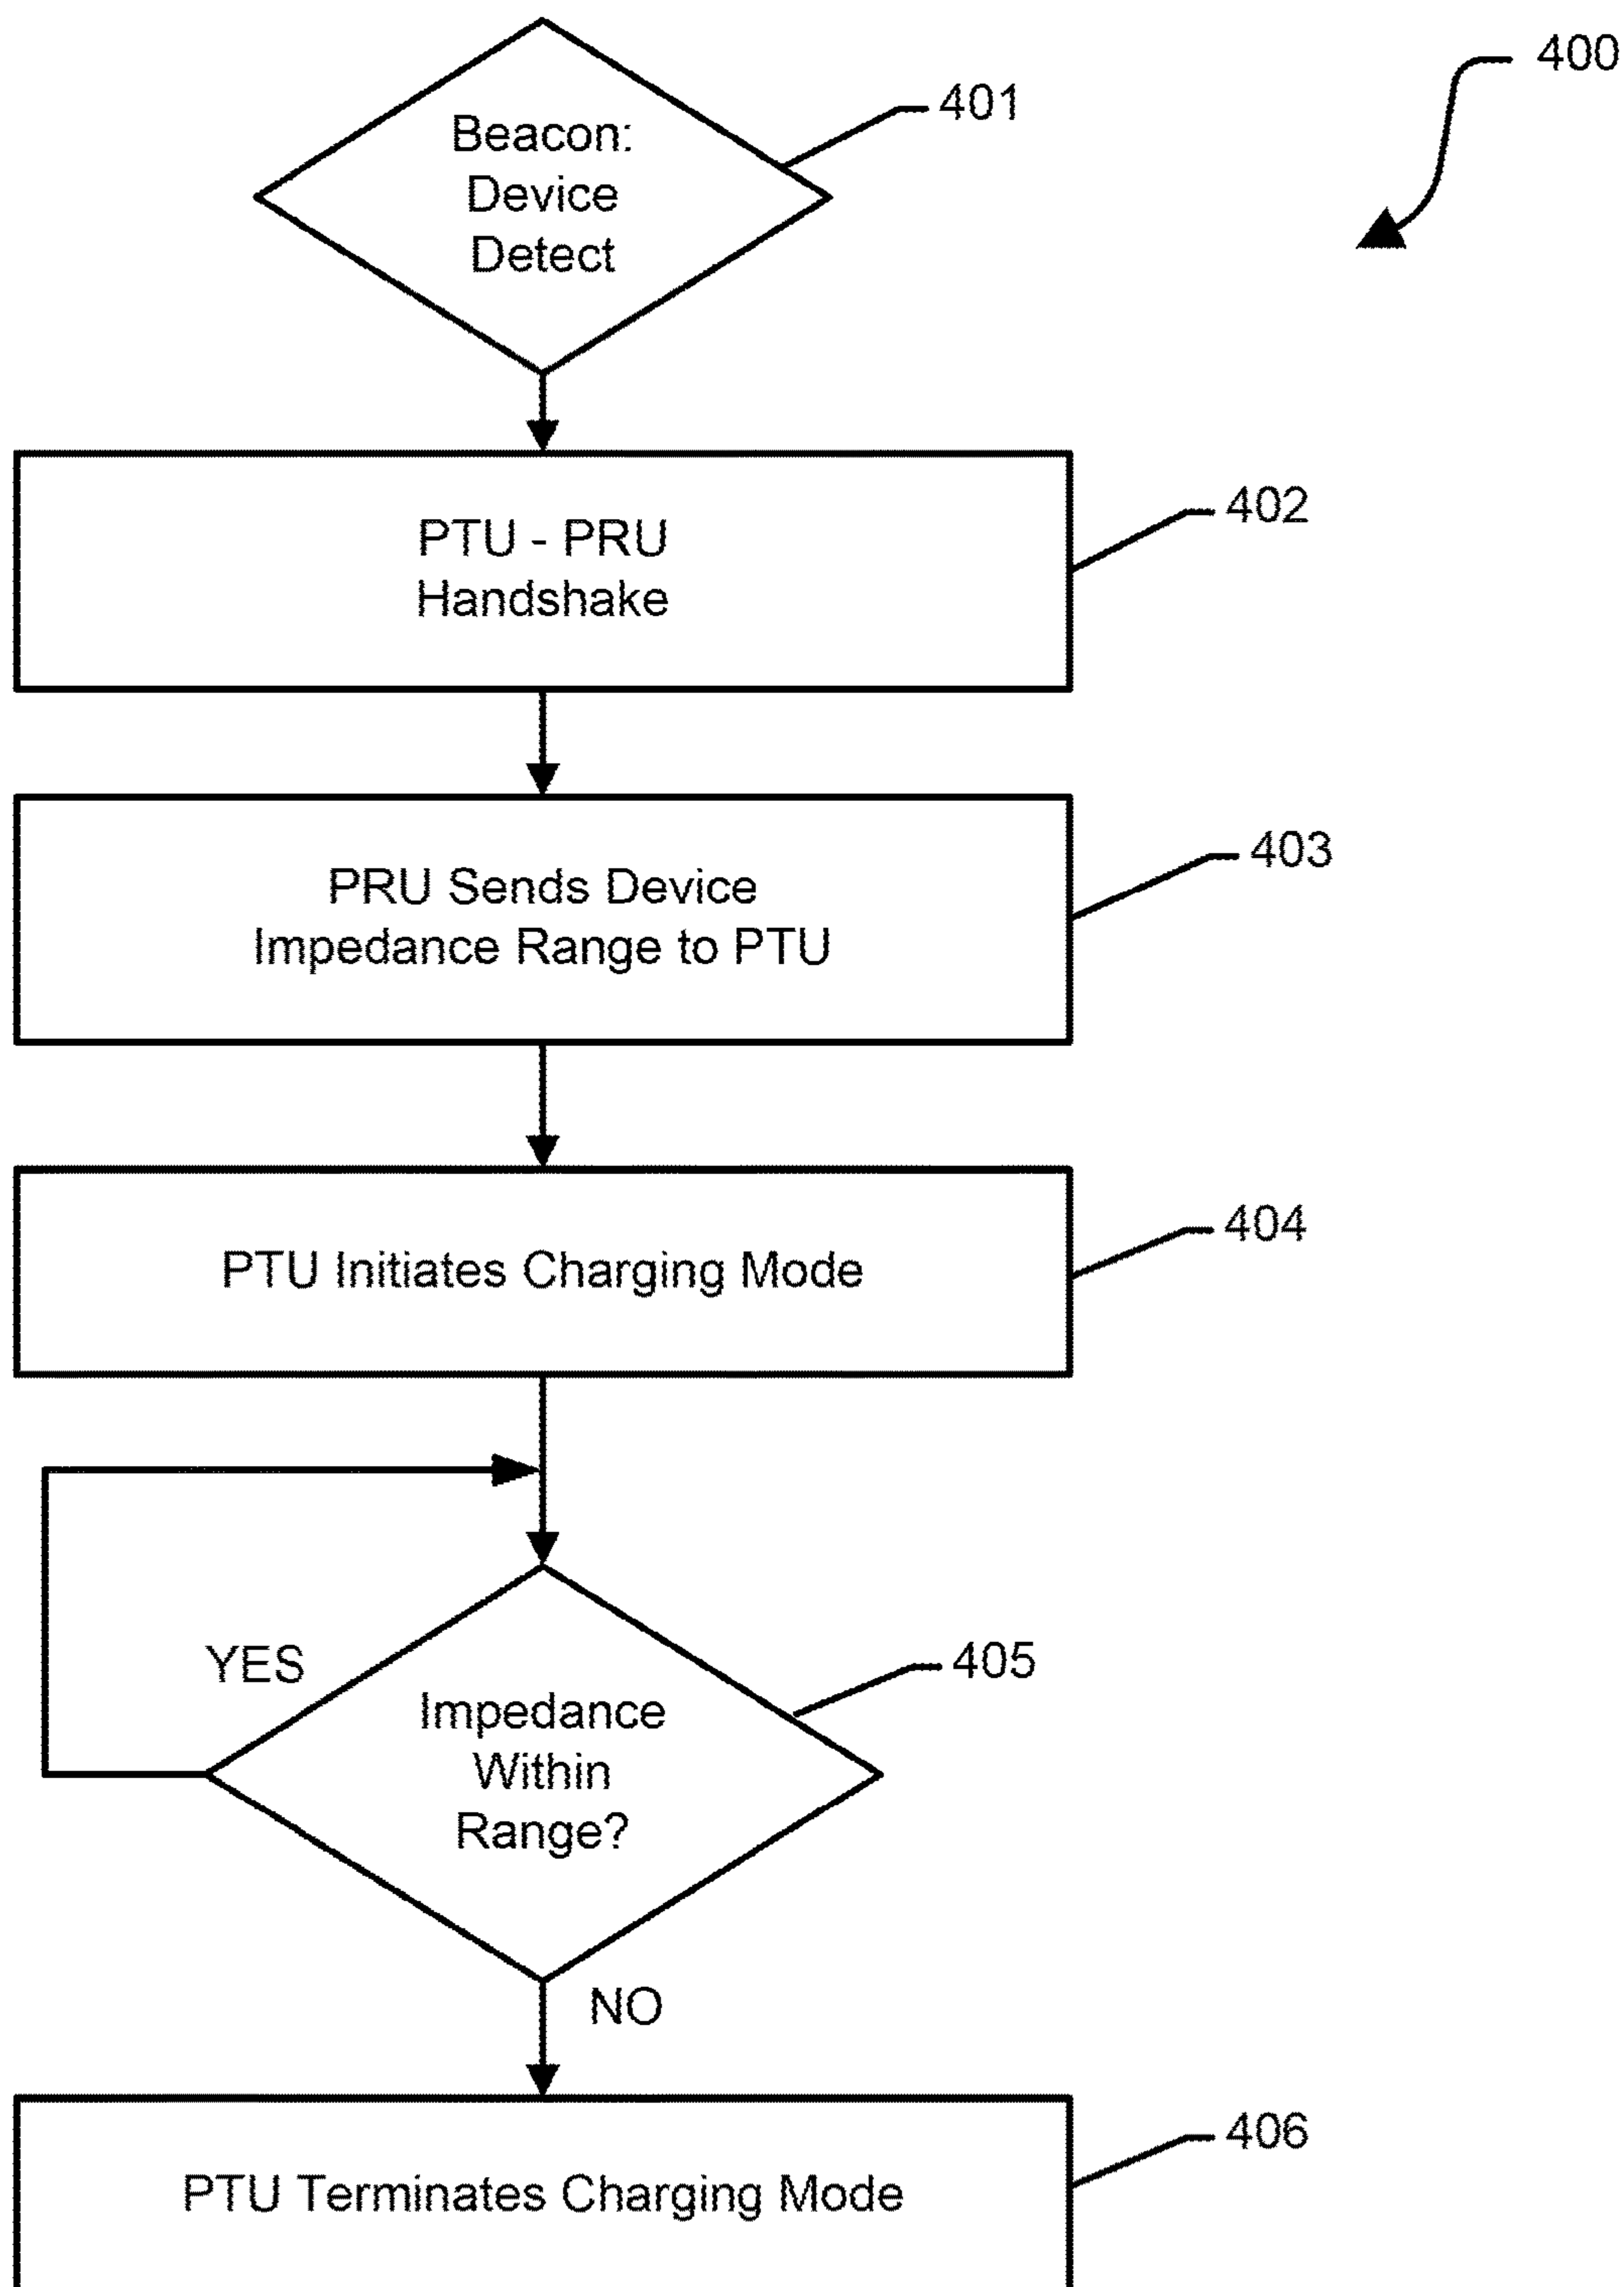 400
Beacon:
Device
Detect
401
PTU - PRU
Handshake
402
PRU Sends Device
Impedance Range to PTU
403
PTU Initiates Charging Mode
404
YES
Impedance
Within
Range?
405
NO
PTU Terminates Charging Mode
406